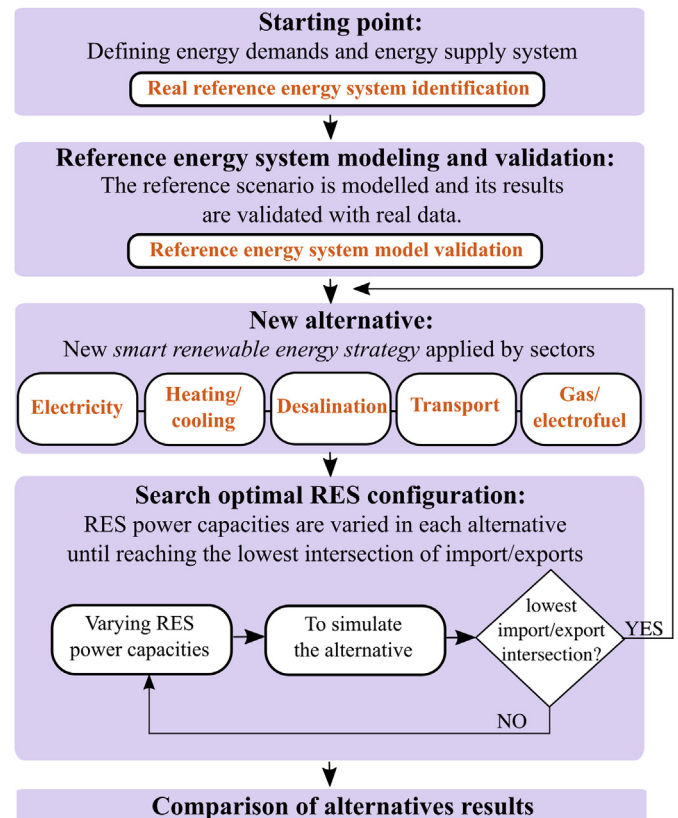 Starting point:
Defining energy demands and energy supply system
Real reference energy system identification
Reference energy system modeling and validation:
The reference scenario is modelled and its results
are validated with real data.
Reference energy system model validation
New alternative:
New smart renewable energy strategy applied by sectors
Electricity
Heating/
cooling
Desalination
Transport
Gas/
electrofuel
Search optimal RES configuration:
RES power capacities are varied in each alternative
until reaching the lowest intersection of import/exports
Varying RES
power capacities
To simulate
the alternative
lowest
import/export
intersection?
YES
NO
Comparison of alternatives results